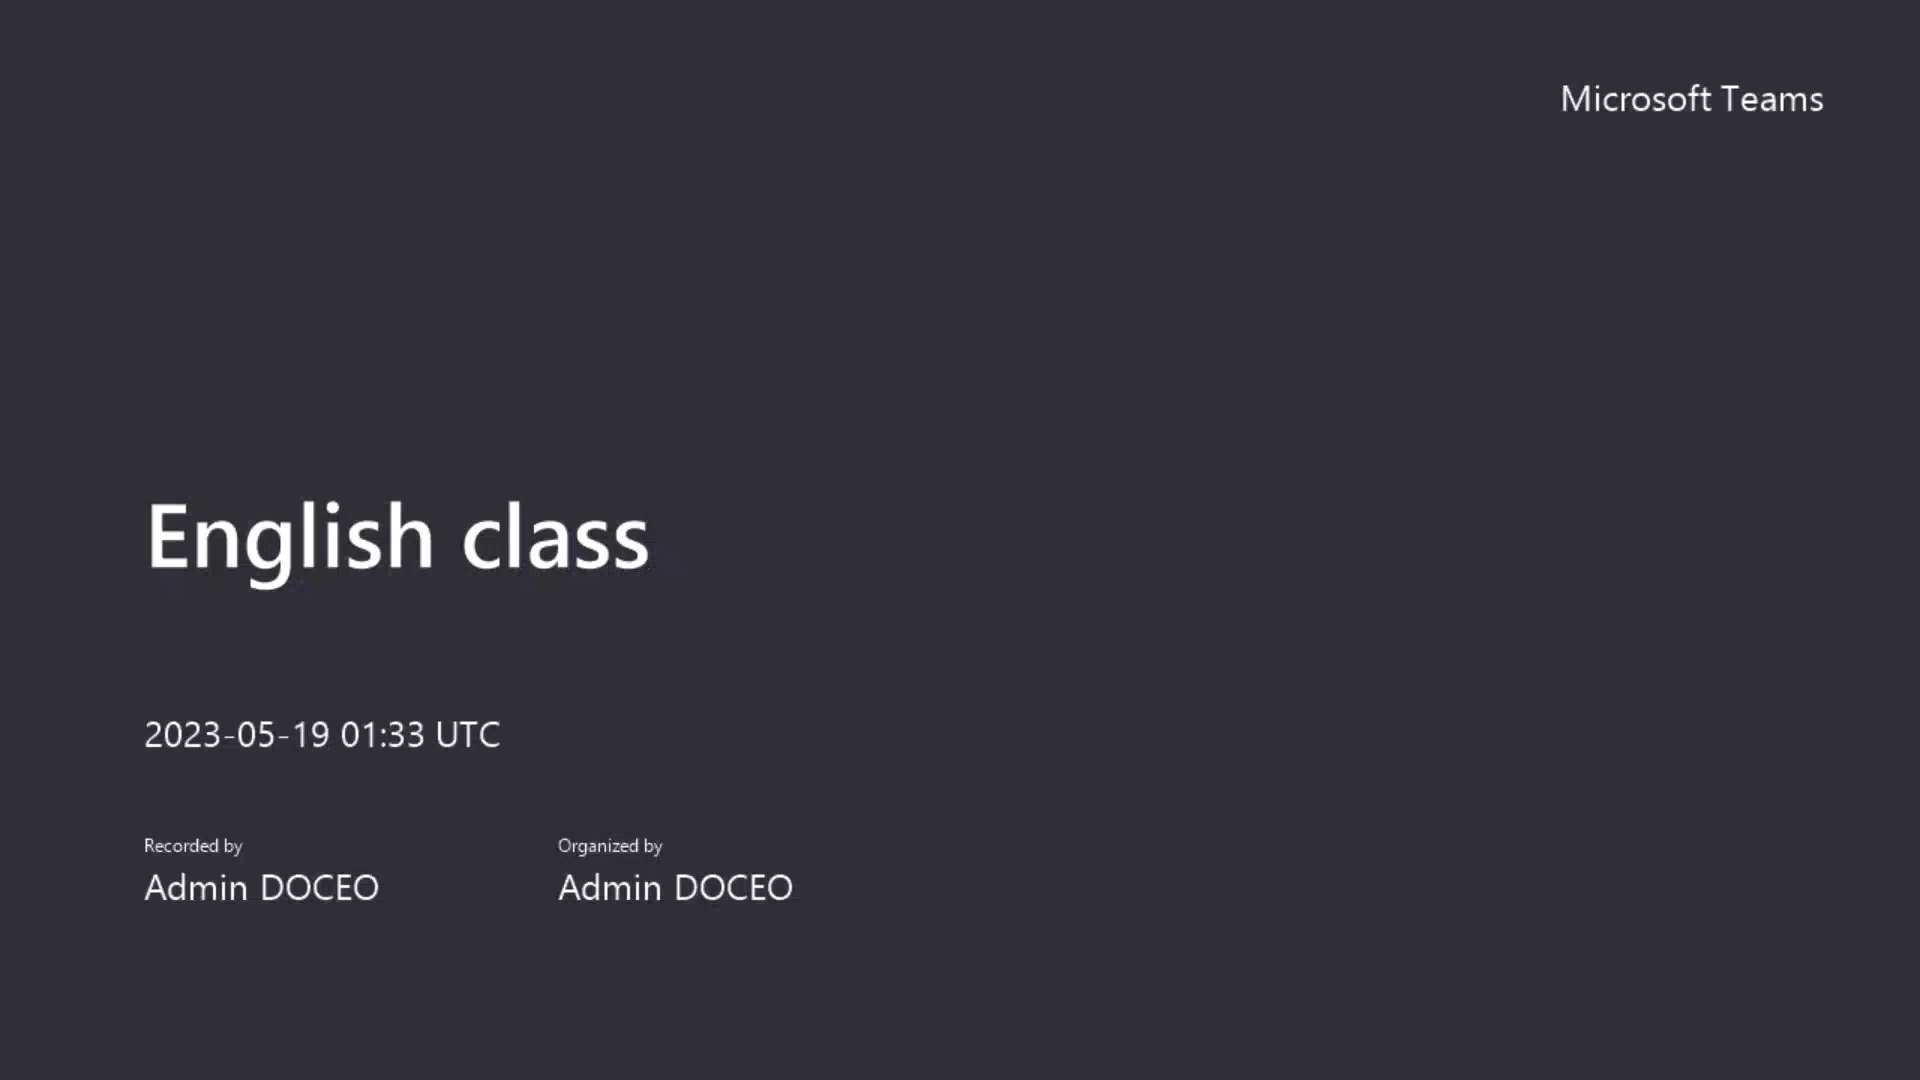 Microsoft Teams
English class
2023-05-19 01:33 UTC
Recorded by
Admin DOCEO
Organized by
Admin DOCEO